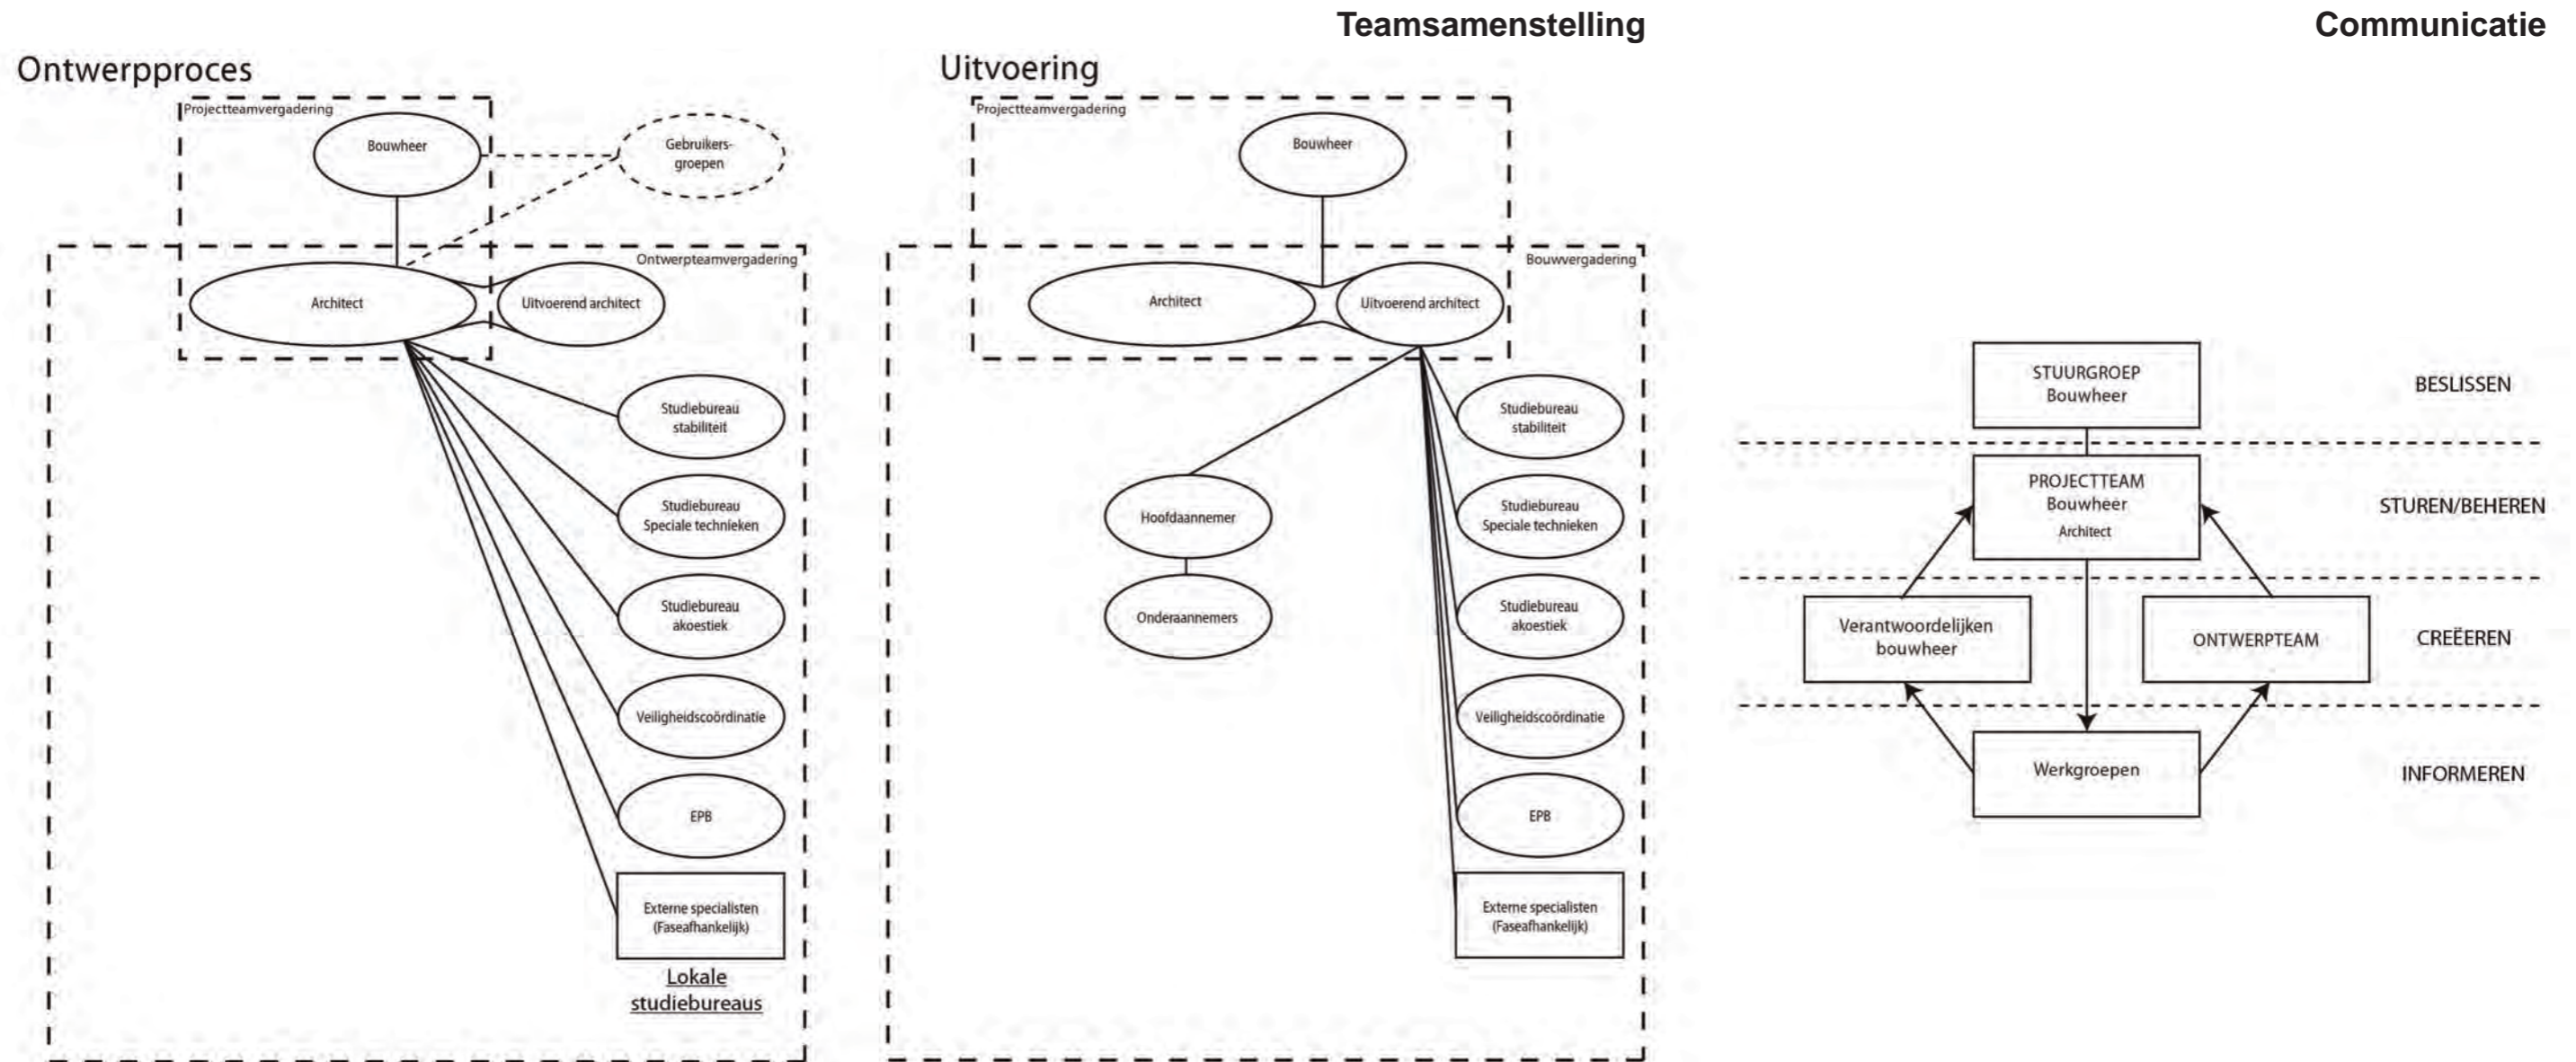 Teamsamenstelling
Communicatie
Ontwerpproces
Projectteamvergadering
Bouwheer
Gebruikers-
groepen
Ontwerpteamvergadering
Architect
Uitvoerend architect
Studiebureau
stabiliteit
Studiebureau
Speciale technieken
Studiebureau
akoestiek
Veiligheidscoördinatie
EPB
Externe specialisten
(Faseafhankelijk)
Lokale
studiebureaus
Uitvoering
Projectteamvergadering
Bouwheer
Bouwvergadering
Architect
Uitvoerend architect
Studiebureau
stabiliteit
Hoofdaannemer
Studiebureau
Speciale technieken
Onderaannemers
Studiebureau
akoestiek
Veiligheidscoördinatie
EPB
Externe specialisten
(Faseafhankelijk)
STUURGROEP
Bouwheer
BESLISSEN
PROJECTTEAM
Bouwheer
Architect
STUREN/BEHEREN
Verantwoordelijken
bouwheer
ONTWERPTEAM
CREËEREN
Werkgroepen
INFORMEREN